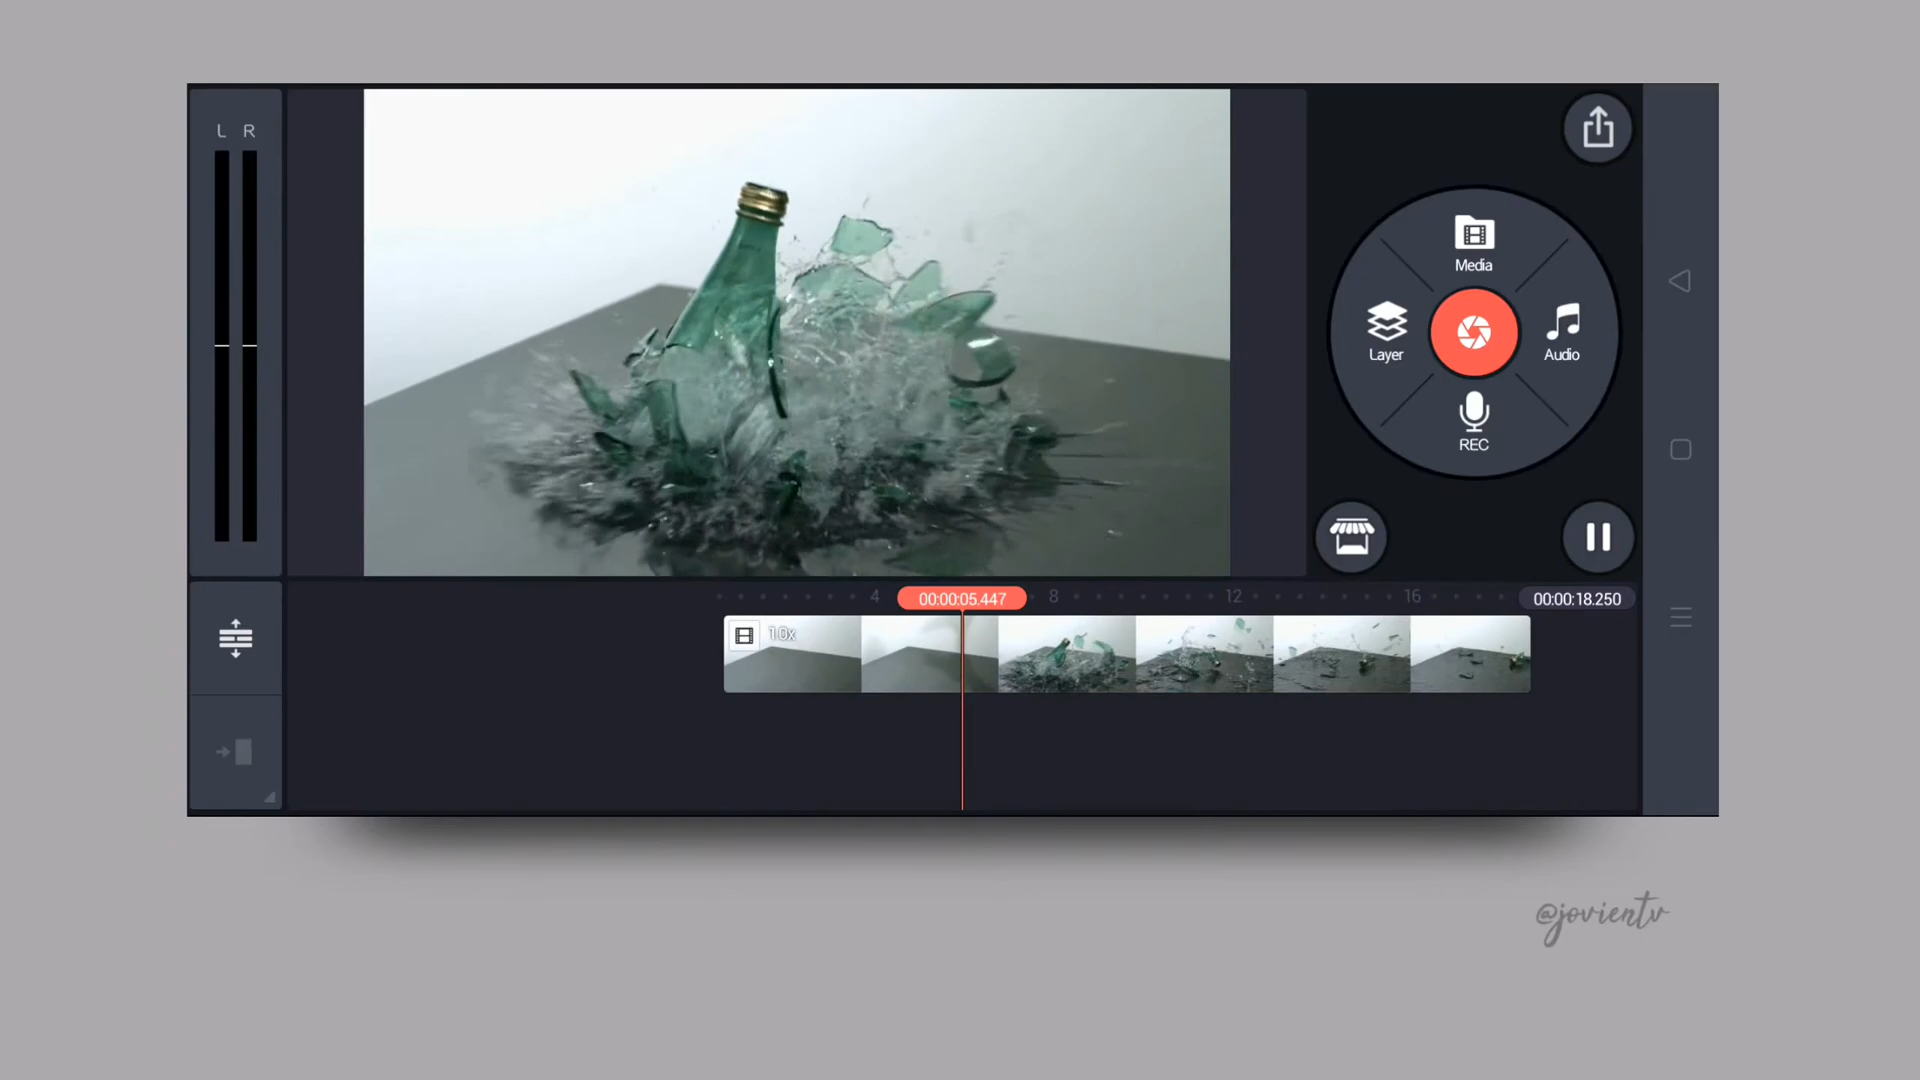 L R
Media
Layer
Audio
REC
4
00:00:05.447
8
12
16
00:00:18.250
1.0x
@jovientv